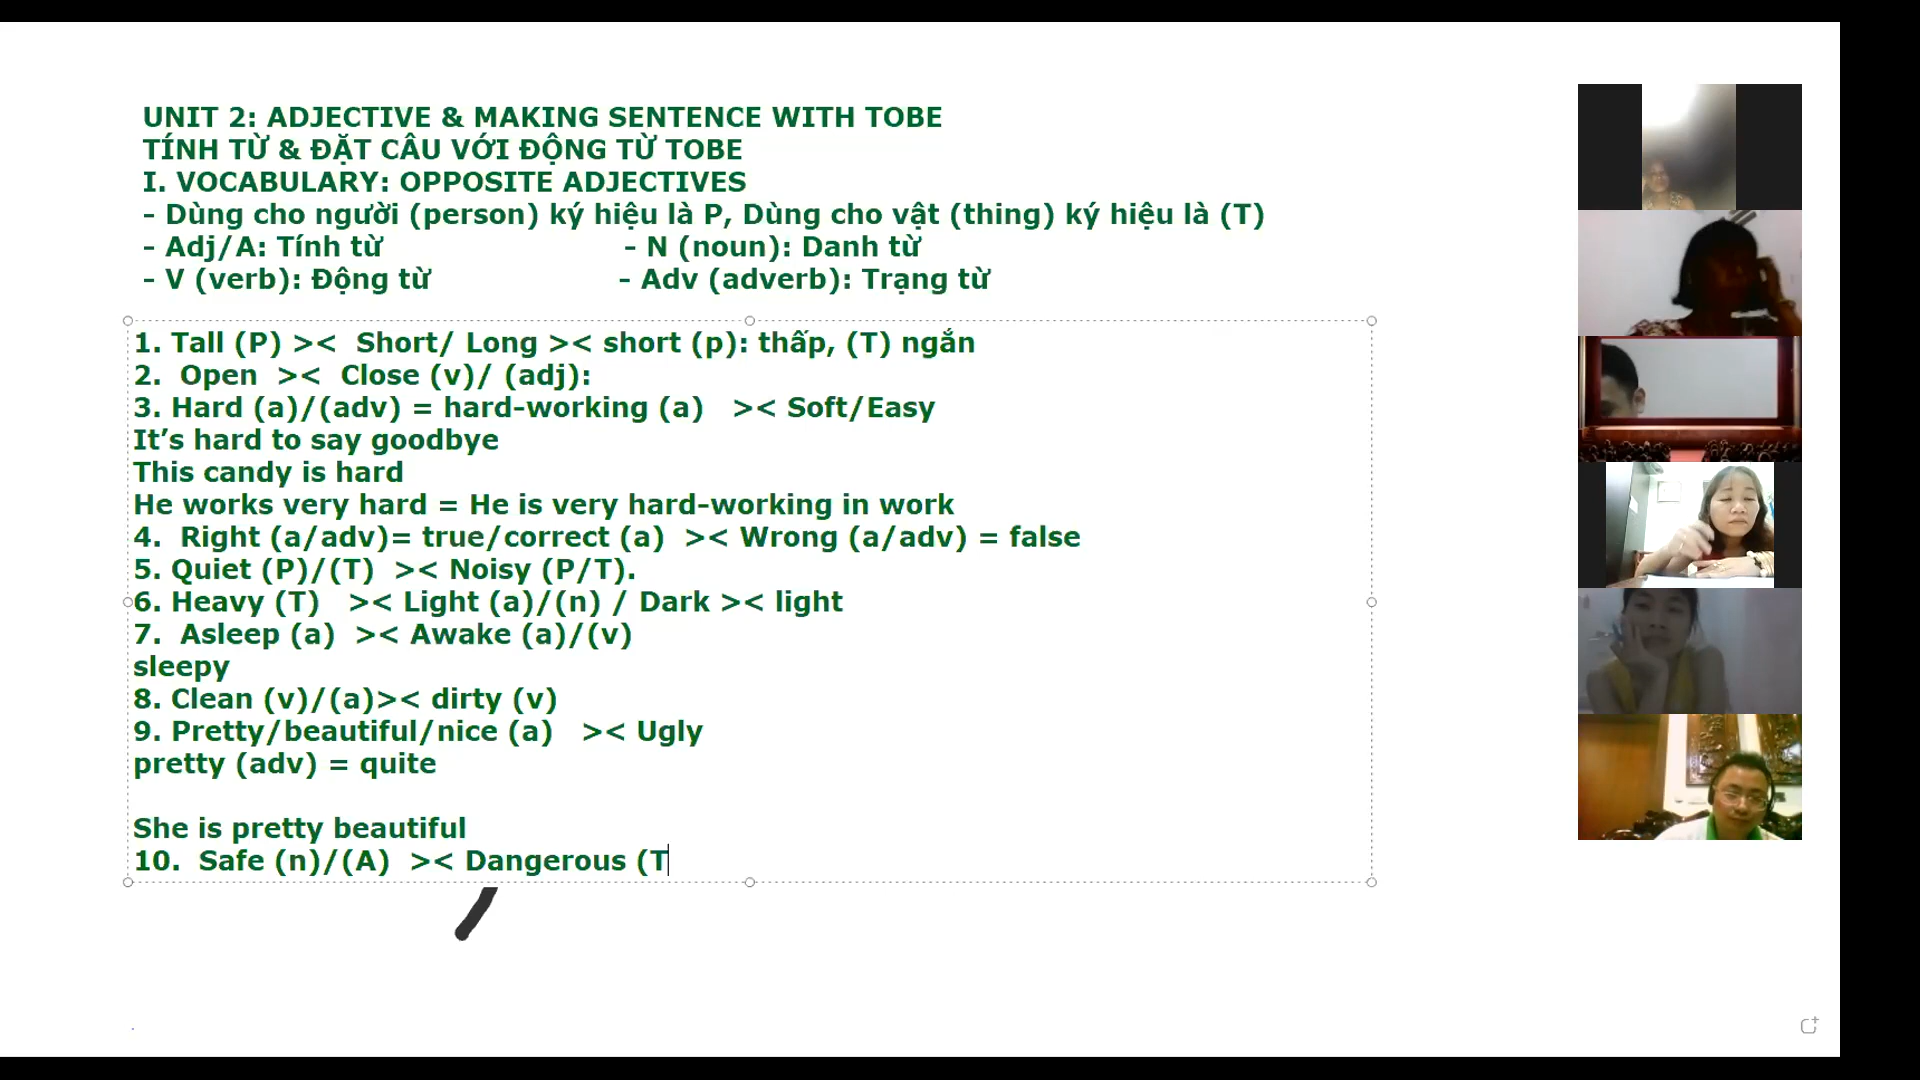 UNIT 2: ADJECTIVE & MAKING SENTENCE WITH TOBE
TÍNH TỪ & ĐẶT CÂU VỚI ĐỘNG TỪ TOBE
I. VOCABULARY: OPPOSITE ADJECTIVES
- Dùng cho người (person) ký hiệu là P, Dùng cho vật (thing) ký hiệu là (T)
- Adj/A: Tính từ - N (noun): Danh từ
- V (verb): Động từ - Adv (adverb): Trạng từ
1. Tall (P) >< Short/ Long >< short (p): thấp, (T) ngắn
2. Open >< Close (v)/ (adj):
3. Hard (a)/(adv) = hard-working (a) >< Soft/Easy
It’s hard to say goodbye
This candy is hard
He works very hard = He is very hard-working in work
4. Right (a/adv)= true/correct (a) >< Wrong (a/adv) = false
5. Quiet (P)/(T) >< Noisy (P/T).
6. Heavy (T) >< Light (a)/(n) / Dark >< light
7. Asleep (a) >< Awake (a)/(v)
sleepy
8. Clean (v)/(a)>< dirty (v)
9. Pretty/beautiful/nice (a) >< Ugly
pretty (adv) = quite
She is pretty beautiful
10. Safe (n)/(A) >< Dangerous (T